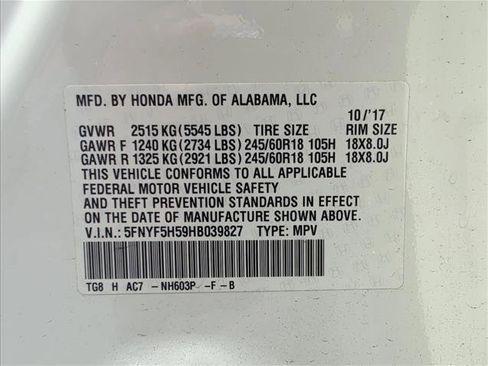 MFD. BY HONDA MFG. OF ALABAMA, LLC
10/'17
GVWR 2515 KG (5545 LBS) TIRE SIZE RIM SIZE
GAWR F 1240 KG (2734 LBS) 245/60R18 105H 18X8.0J
GAWR R 1325 KG (2921 LBS) 245/60R18 105H 18X8.0J
THIS VEHICLE CONFORMS TO ALL APPLICABLE
FEDERAL MOTOR VEHICLE SAFETY
AND THEFT PREVENTION STANDARDS IN EFFECT
ON THE DATE OF MANUFACTURE SHOWN ABOVE.
V.I.N.: 5FNYF5H59HB039827 TYPE: MPV
TG8 H AC7 -NH603P -F-B